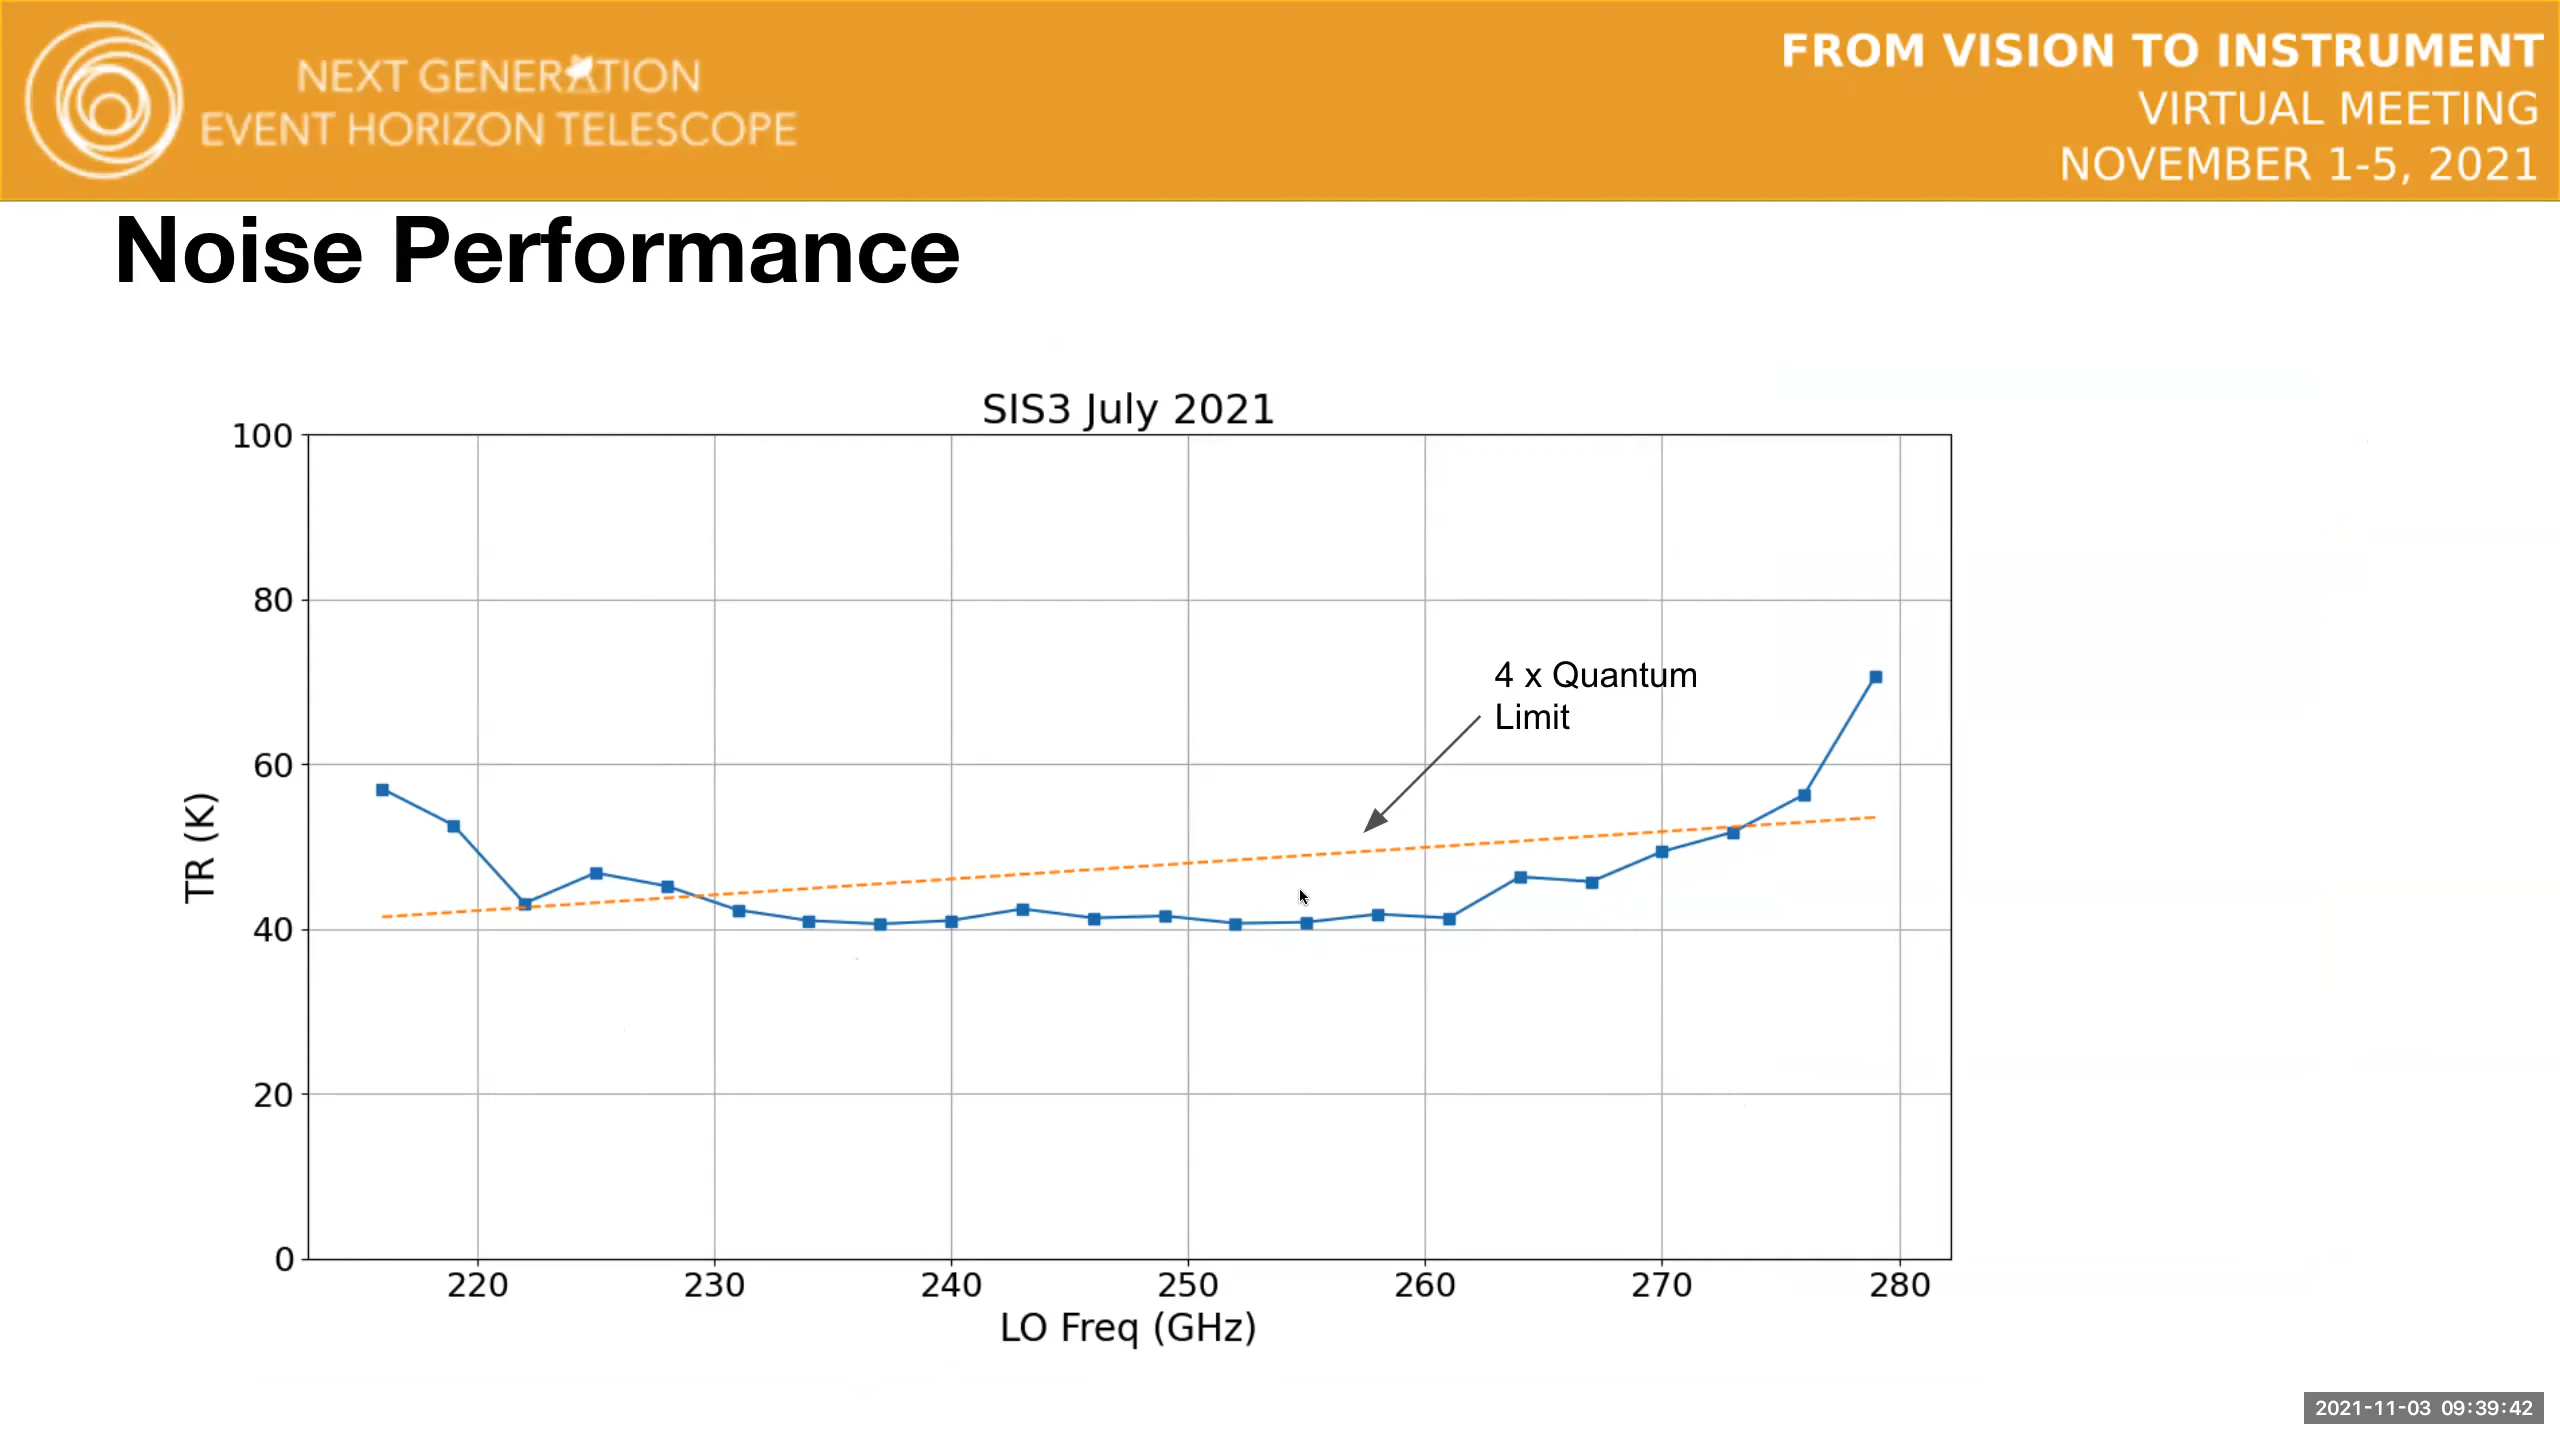 NEXT GENERATION
EVENT HORIZON TELESCOPE
FROM VISION TO INSTRUMENT
VIRTUAL MEETING
NOVEMBER 1-5, 2021
Noise Performance
SIS3 July 2021
100
80
60
40
20
0
TR (K)
4 x Quantum
Limit
220 230 240 250 260 270 280
LO Freq (GHz)
2021-11-03 09:39:42